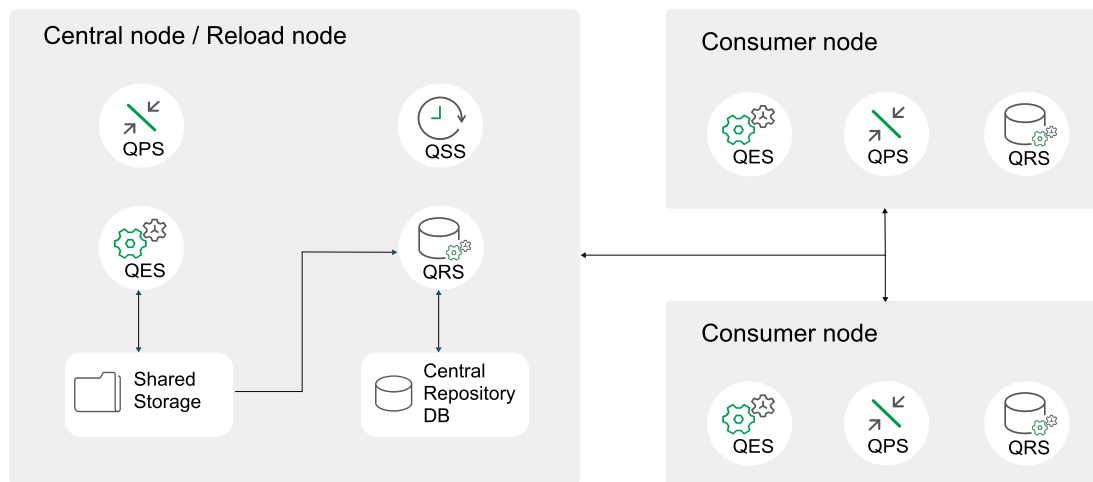 Central node / Reload node
QPS
QSS
QES
QRS
Shared
Storage
Central
Repository
DB
Consumer node
QES
QPS
QRS
Consumer node
QES
QPS
QRS